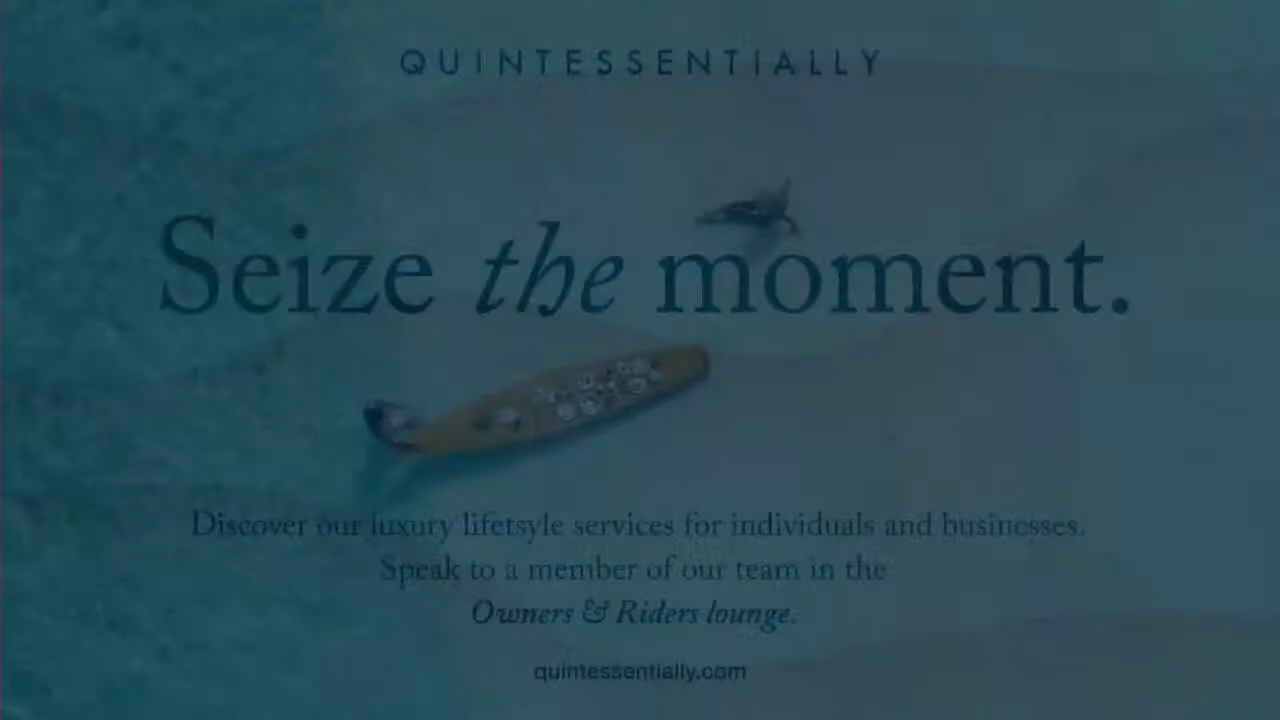 QUINTESSENTIALLY
Seize the moment.
Discover our luxury lifetsyle services for individuals and businesses.
Speak to a member of our team in the
Owners & Riders lounge.
quintessentially.com